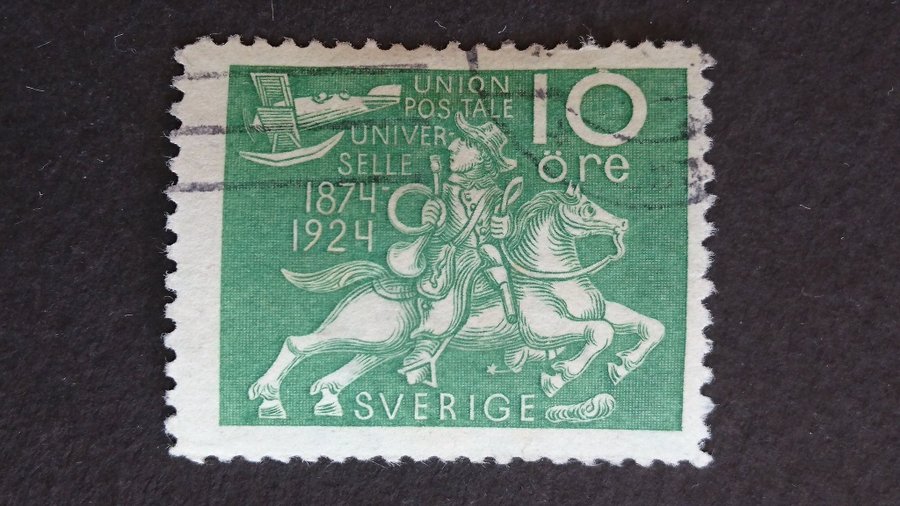 UNION
POSTALE
UNIVER-
SELLE
1874-
1924
10
öre
SVERIGE